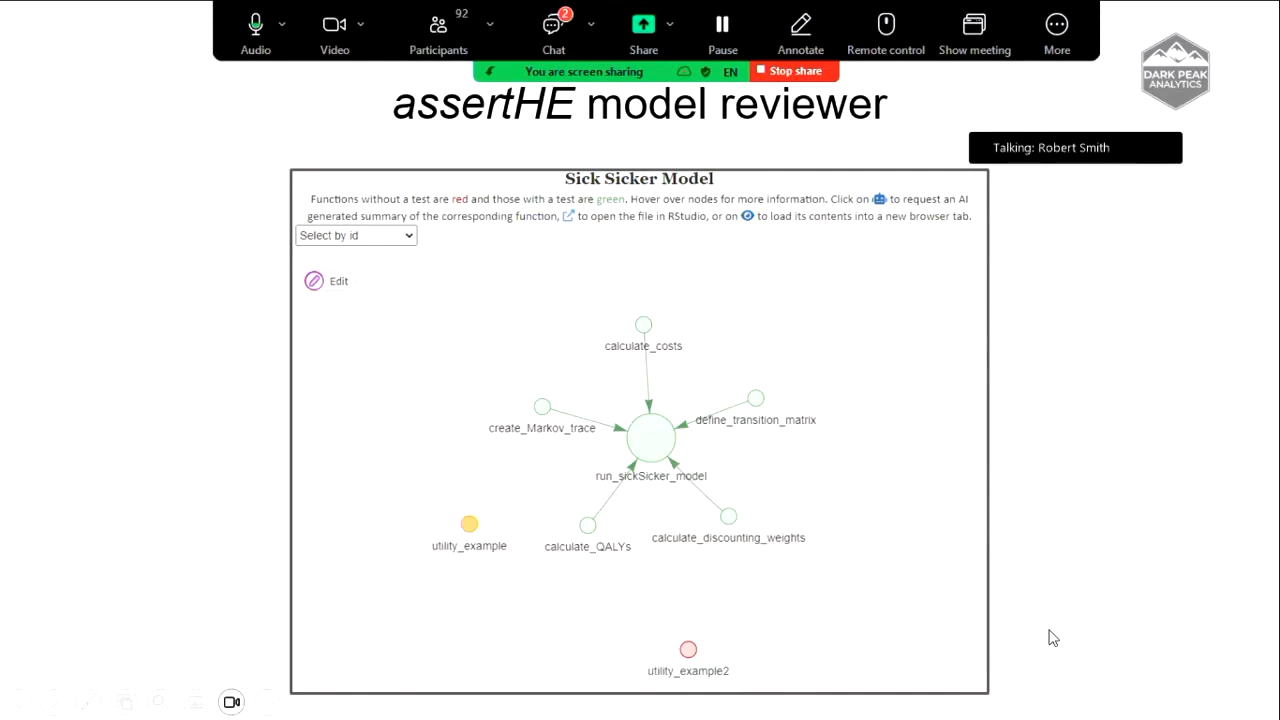 92
2
Audio
Video
Participants
Chat
Share
Pause
Annotate
Remote control
Show meeting
More
You are screen sharing
EN
Stop share
DARK PEAK
ANALYTICS
assertHE model reviewer
Talking: Robert Smith
Sick Sicker Model
Functions without a test are red and those with a test are green. Hover over nodes for more information. Click on to request an AI
generated summary of the corresponding function, to open the file in RStudio, or on to load its contents into a new browser tab.
Select by id
Edit
calculate_costs
define_transition_matrix
create_Markov_trace
run_sickSicker_model
calculate_discounting_weights
utility_example
calculate_QALYs
utility_example2